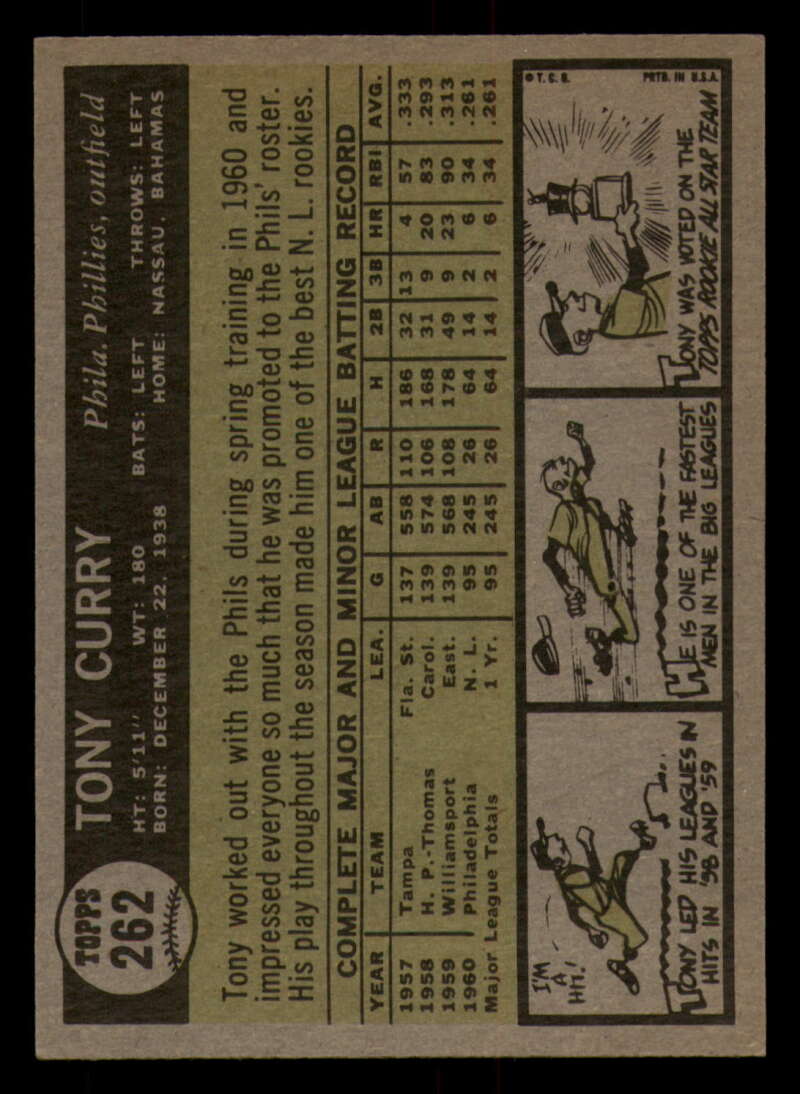 TOPPS
262
TONY CURRY
Phila. Phillies, outfield
HT: 5'11" WT: 180 BATS: LEFT THROWS: LEFT
BORN: DECEMBER 22, 1938 HOME: NASSAU, BAHAMAS
Tony worked out with the Phils during spring training in 1960 and
impressed everyone so much that he was promoted to the Phils' roster.
His play throughout the season made him one of the best N. L. rookies.
COMPLETE MAJOR AND MINOR LEAGUE BATTING RECORD
YEAR TEAM LEA. G AB R H 2B 3B HR RBI AVG.
1957 Tampa Fla. St. 137 558 110 186 32 13 4 57 .333
1958 H. P.-Thomas Carol. 139 574 106 168 31 9 20 83 .293
1959 Williamsport East. 139 568 108 178 49 9 23 90 .313
1960 Philadelphia N. L. 95 245 26 64 14 2 6 34 .261
Major League Totals 1 Yr. 95 245 26 64 14 2 6 34 .261
I'M
A
HIT!
TONY LED HIS LEAGUES IN
HITS IN '58 AND '59
HE IS ONE OF THE FASTEST
MEN IN THE BIG LEAGUES
© T. C. G. PRTD. IN U.S.A.
TONY WAS VOTED ON THE
TOPPS ROOKIE ALL STAR TEAM